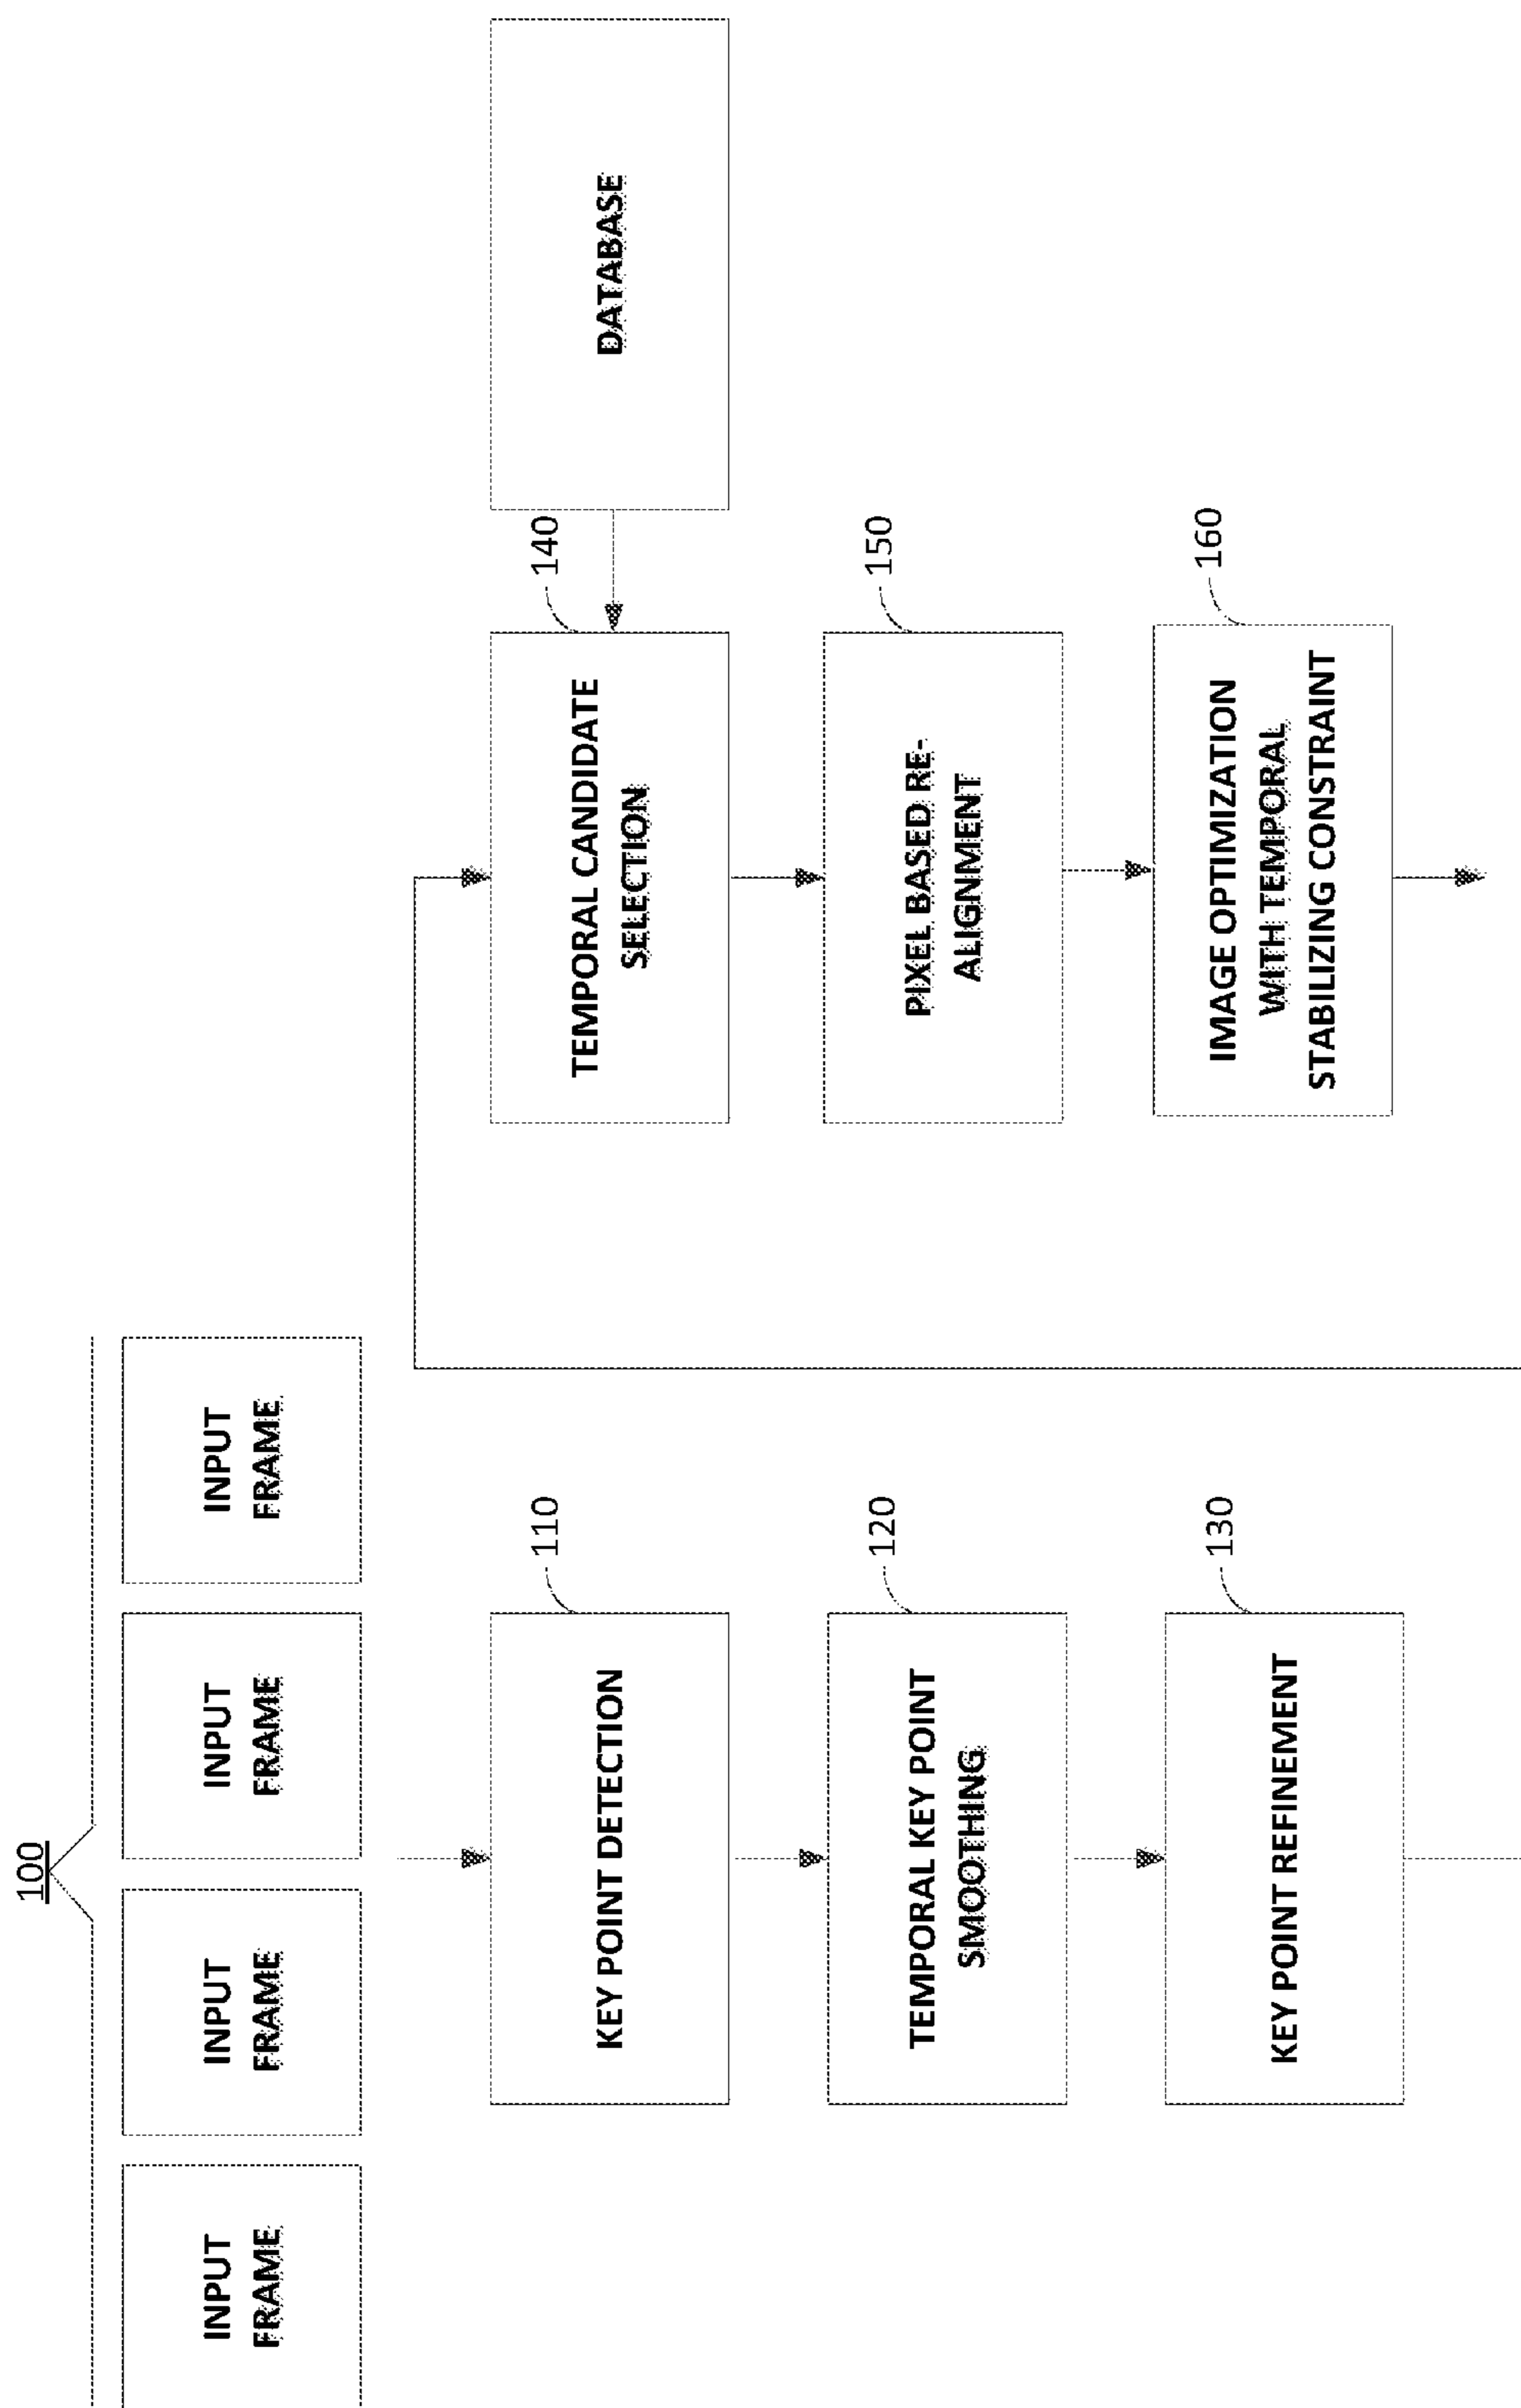 100
INPUT
FRAME
INPUT
FRAME
INPUT
FRAME
INPUT
FRAME
110
KEY POINT DETECTION
120
TEMPORAL KEY POINT
SMOOTHING
130
KEY POINT REFINEMENT
140
TEMPORAL CANDIDATE
SELECTION
DATABASE
150
PIXEL BASED RE-
ALIGNMENT
160
IMAGE OPTIMIZATION
WITH TEMPORAL
STABILIZING CONSTRAINT